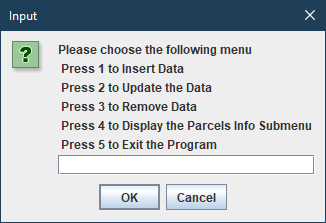 Input
Please choose the following menu
Press 1 to Insert Data
Press 2 to Update the Data
Press 3 to Remove Data
Press 4 to Display the Parcels Info Submenu
Press 5 to Exit the Program
OK Cancel